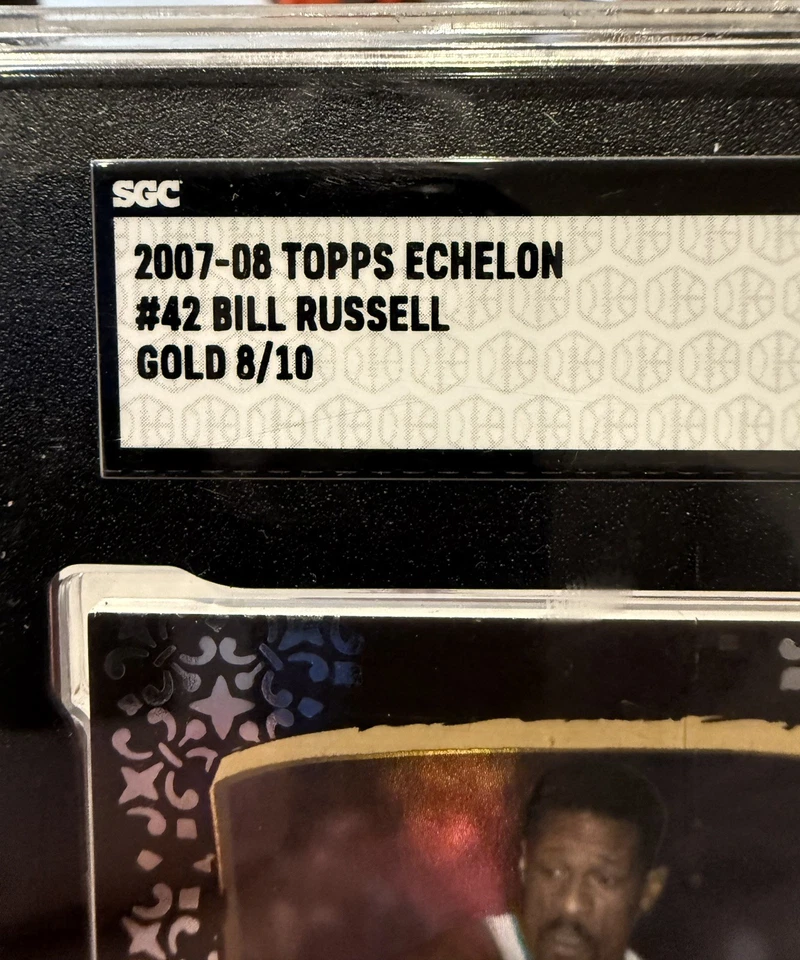 SGC
2007-08 TOPPS ECHELON
#42 BILL RUSSELL
GOLD 8/10